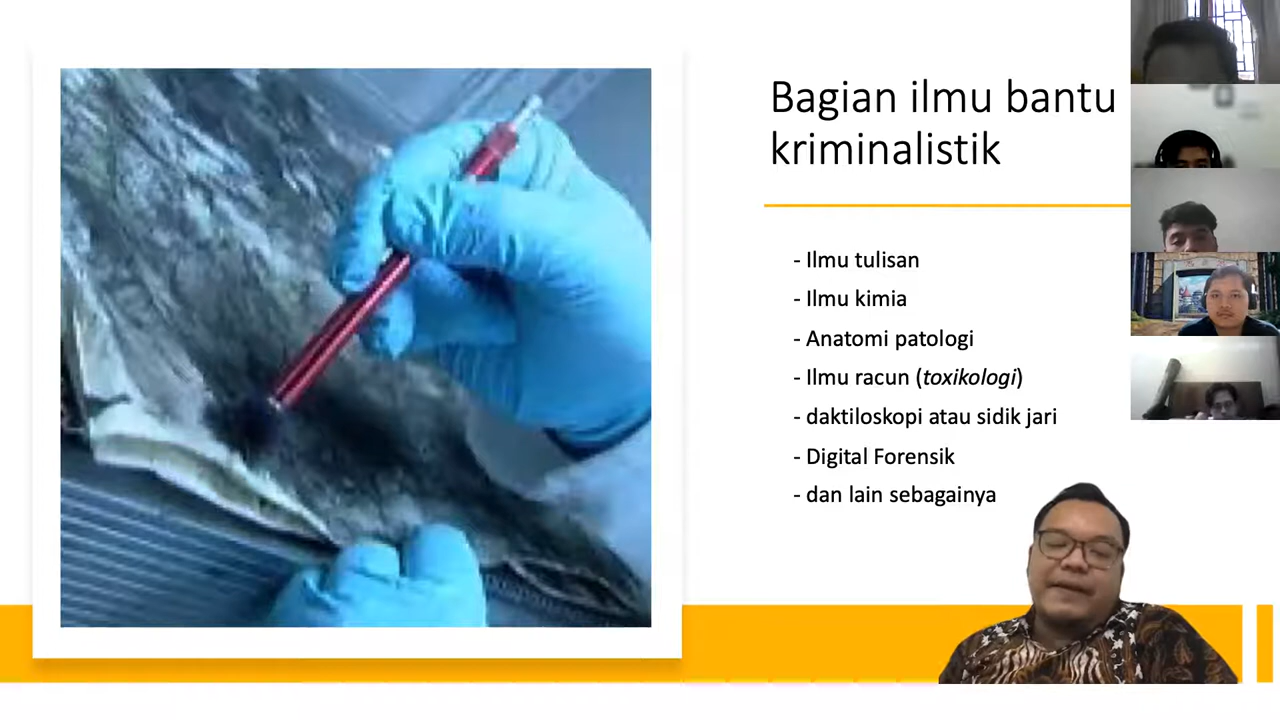 Bagian ilmu bantu
kriminalistik
- Ilmu tulisan
- Ilmu kimia
- Anatomi patologi
- Ilmu racun (toxikologi)
- daktiloskopi atau sidik jari
- Digital Forensik
- dan lain sebagainya